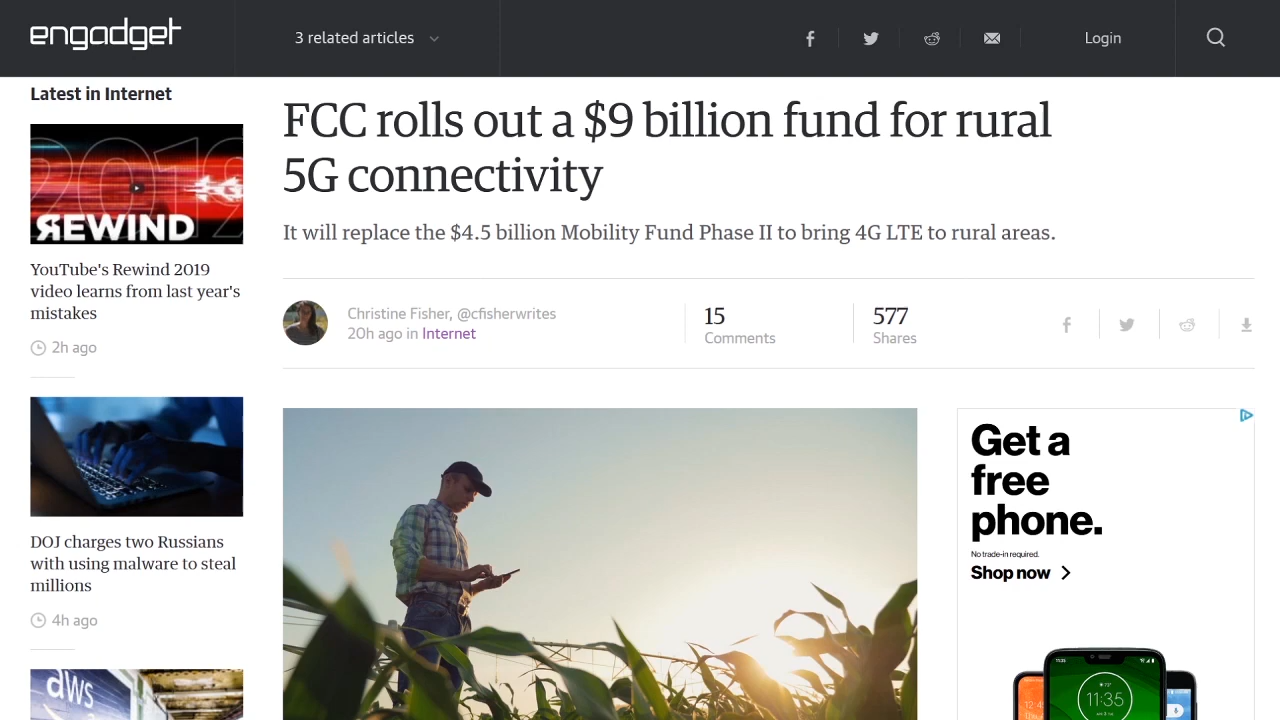 engadget
3 related articles
Login
Latest in Internet
2019
REWIND
YouTube's Rewind 2019
video learns from last year's
mistakes
2h ago
DOJ charges two Russians
with using malware to steal
millions
4h ago
aws
FCC rolls out a $9 billion fund for rural
5G connectivity
It will replace the $4.5 billion Mobility Fund Phase II to bring 4G LTE to rural areas.
Christine Fisher, @cfisherwrites
20h ago in Internet
15
Comments
577
Shares
Get a
free
phone.
No trade-in required.
Shop now
11:35